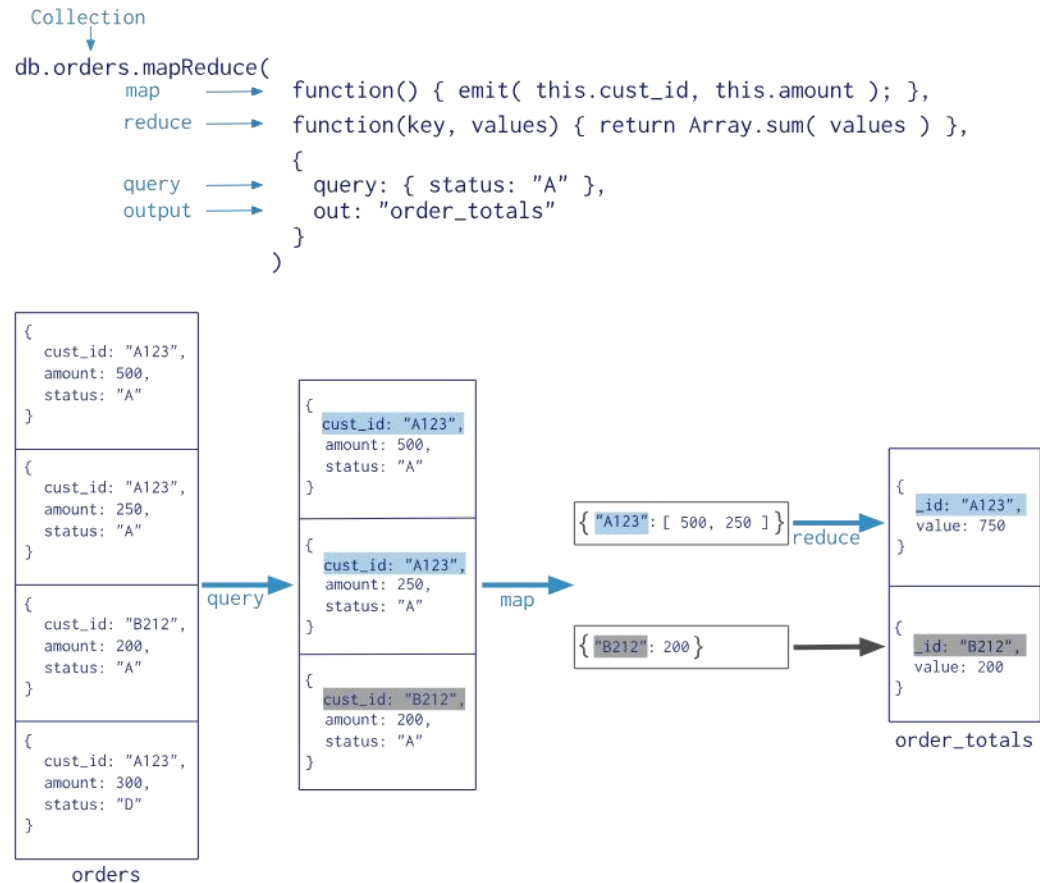 Collection
db.orders.mapReduce(
map function() { emit( this.cust_id, this.amount ); },
reduce function(key, values) { return Array.sum( values ) },
{
query query: { status: "A" },
output out: "order_totals"
}
)
{
cust_id: "A123",
amount: 500,
status: "A"
}
{
cust_id: "A123",
amount: 250,
status: "A"
}
{
cust_id: "B212",
amount: 200,
status: "A"
}
{
cust_id: "A123",
amount: 300,
status: "D"
}
orders
query
{
cust_id: "A123",
amount: 500,
status: "A"
}
{
cust_id: "A123",
amount: 250,
status: "A"
}
{
cust_id: "B212",
amount: 200,
status: "A"
}
map
{ "A123": [ 500, 250 ] }
{ "B212": 200 }
reduce
{
_id: "A123",
value: 750
}
{
_id: "B212",
value: 200
}
order_totals